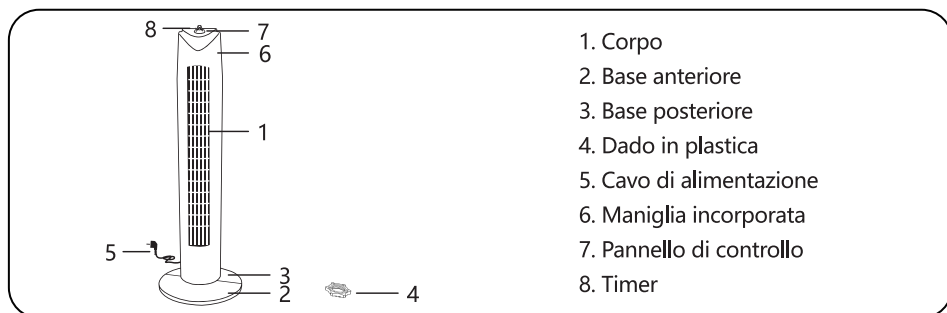 8
7
6
1
5
3
2
4
1. Corpo
2. Base anteriore
3. Base posteriore
4. Dado in plastica
5. Cavo di alimentazione
6. Maniglia incorporata
7. Pannello di controllo
8. Timer